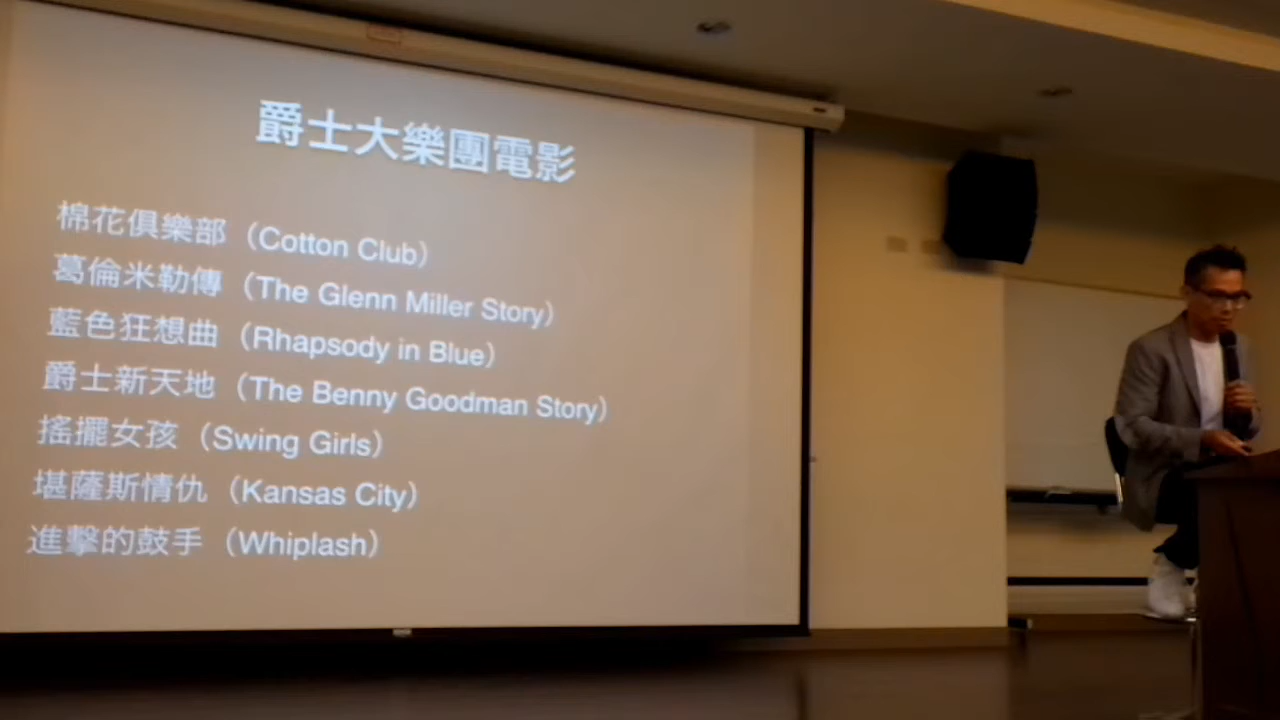 爵士大樂團電影
棉花俱樂部（Cotton Club）
葛倫米勒傳（The Glenn Miller Story）
藍色狂想曲（Rhapsody in Blue）
爵士新天地（The Benny Goodman Story）
搖擺女孩（Swing Girls）
堪薩斯情仇（Kansas City）
進擊的鼓手（Whiplash）